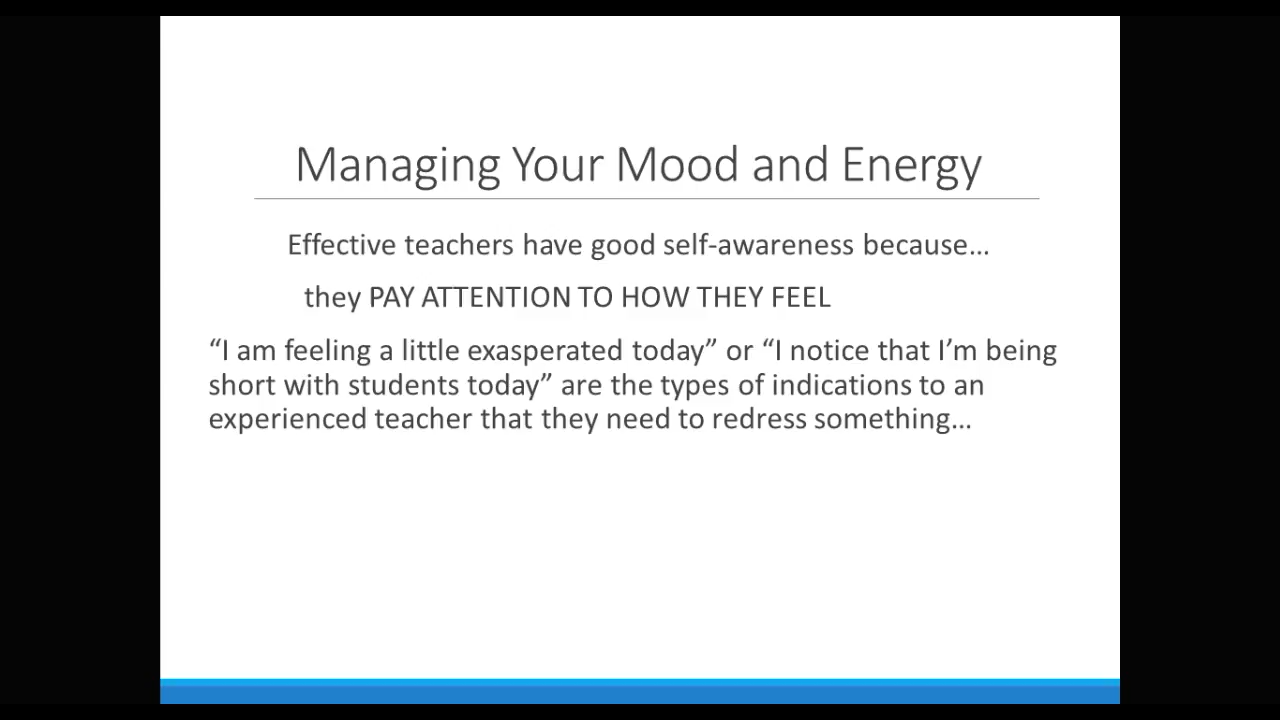 Managing Your Mood and Energy
Effective teachers have good self-awareness because…
they PAY ATTENTION TO HOW THEY FEEL
“I am feeling a little exasperated today” or “I notice that I’m being
short with students today” are the types of indications to an
experienced teacher that they need to redress something…